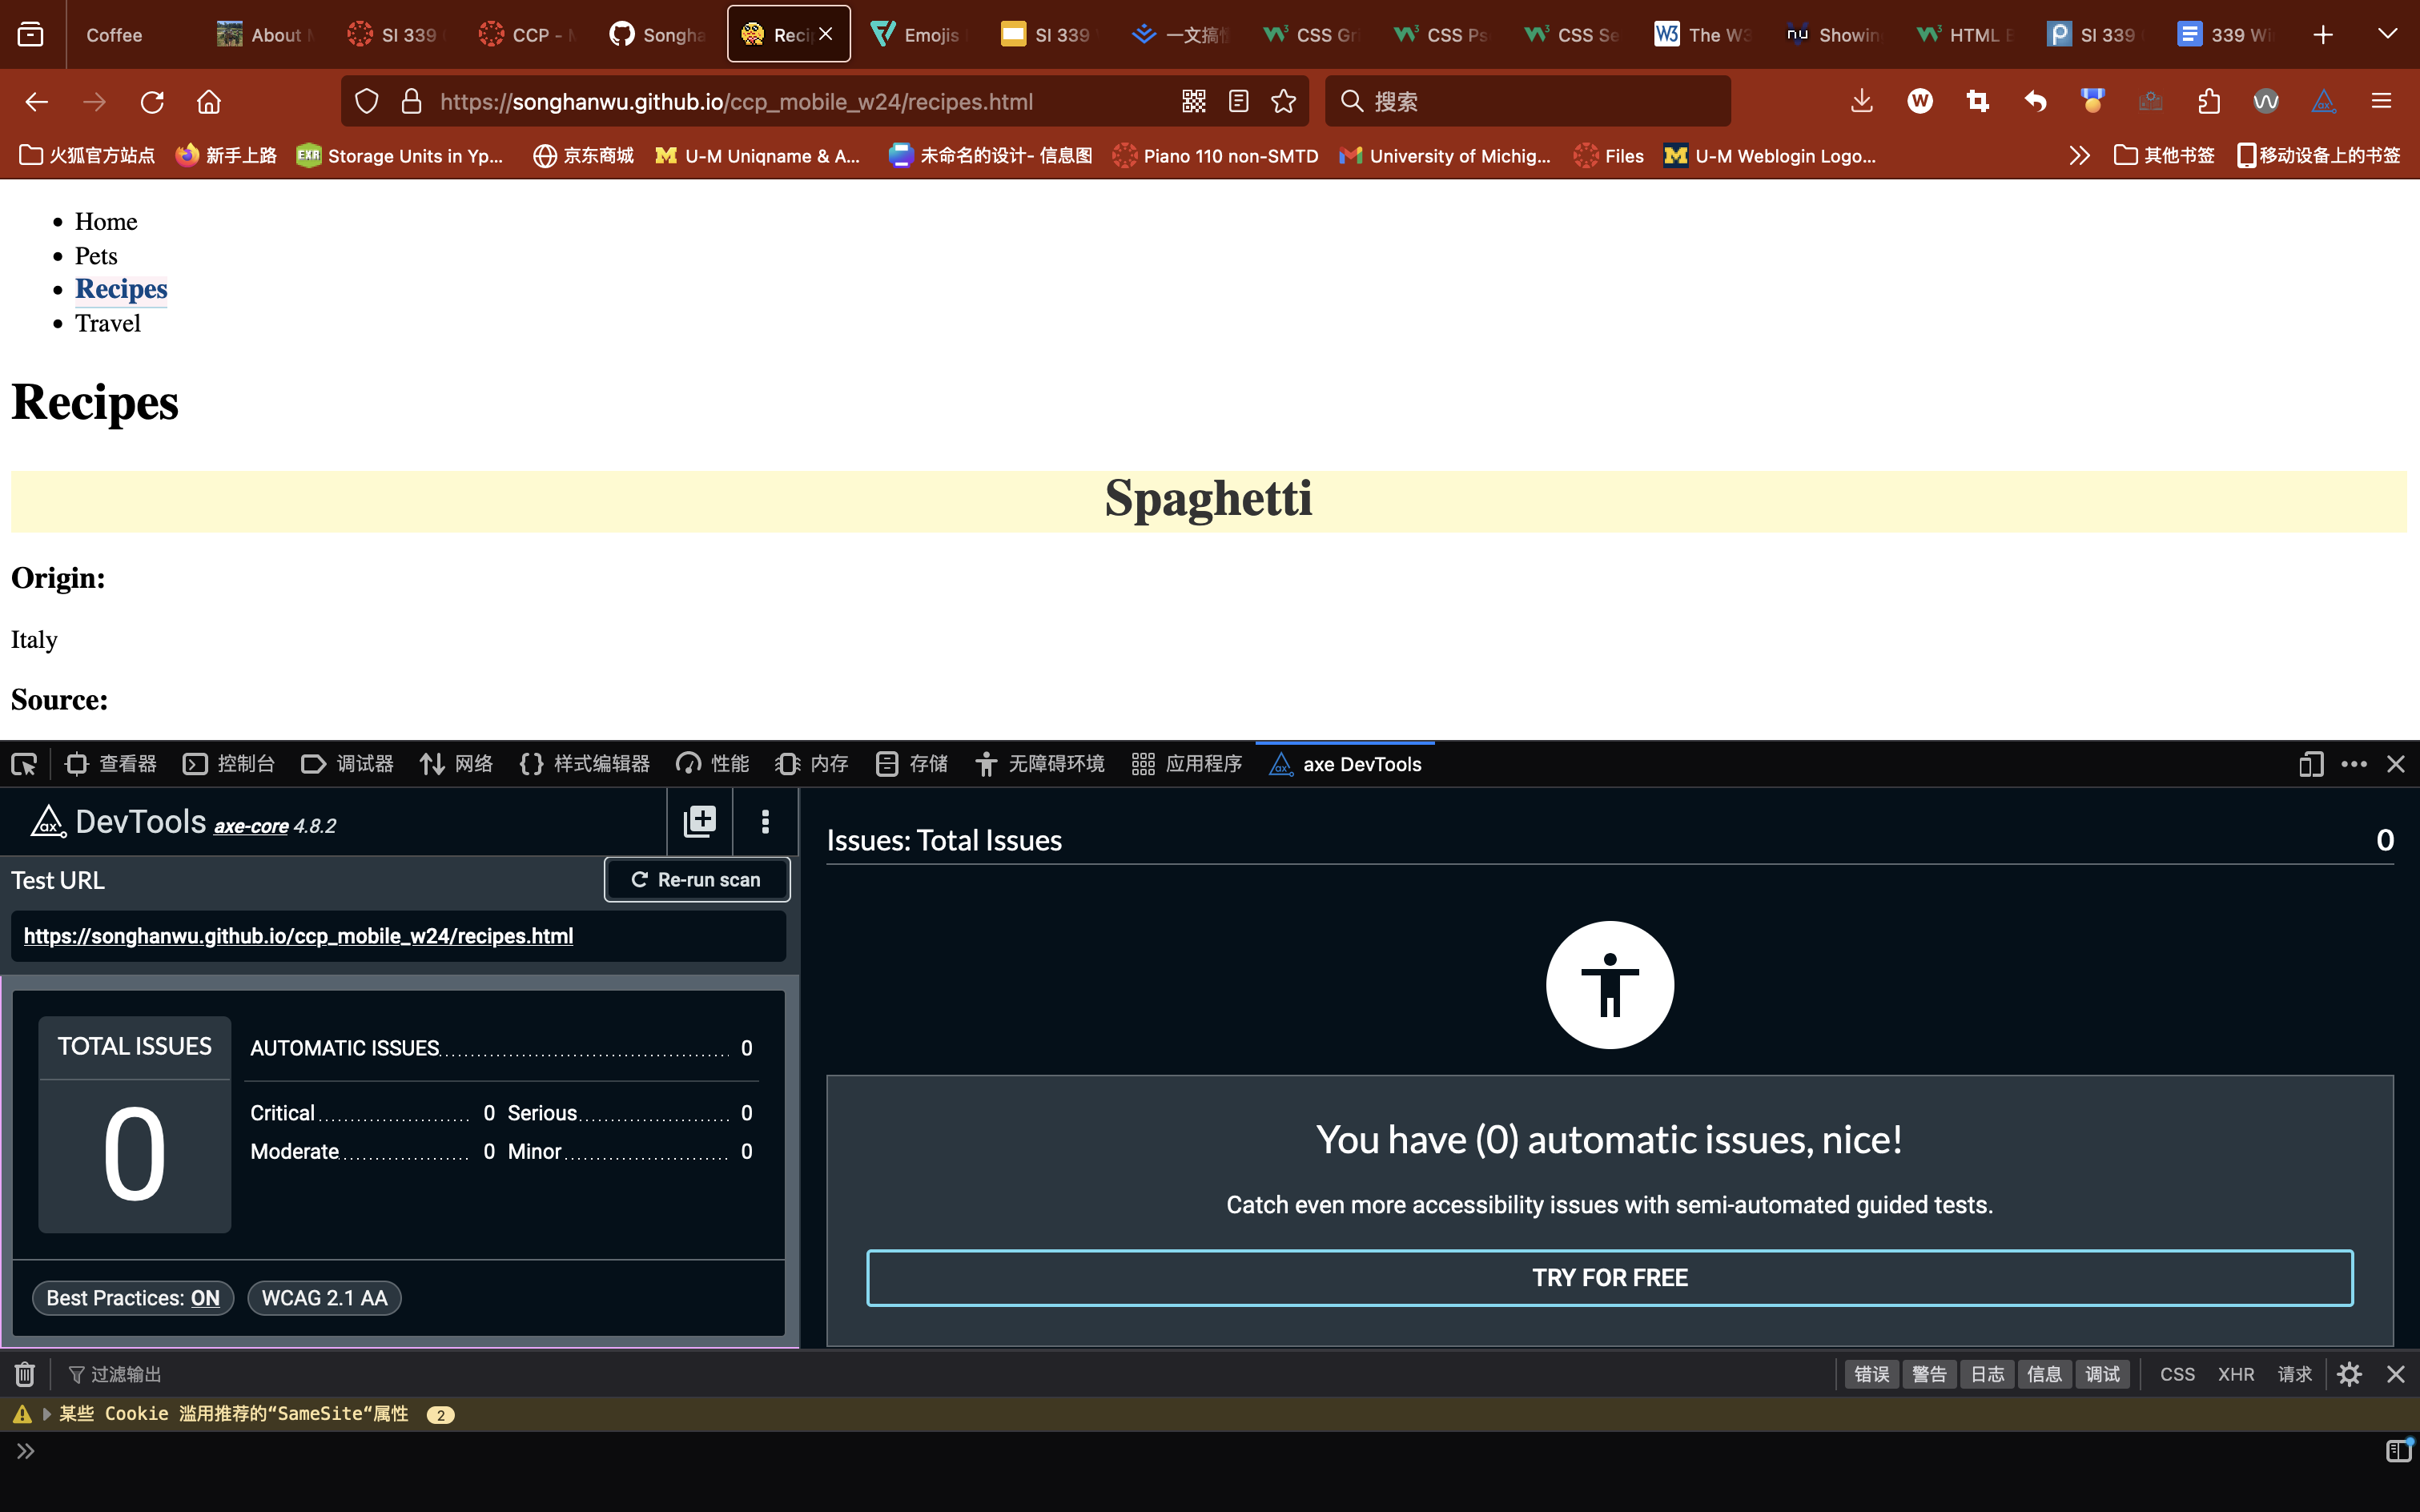 Coffee
About
SI 339
CCP -
Songha
Reci
Emojis
SI 339
一文搞
CSS Gr
CSS Ps
CSS Se
The W3
Showin
HTML
SI 339
339 Wi
https://songhanwu.github.io/ccp_mobile_w24/recipes.html
搜索
火狐官方站点
新手上路
Storage Units in Yp...
京东商城
U-M Uniqname & A...
未命名的设计- 信息图
Piano 110 non-SMTD
University of Michig...
Files
U-M Weblogin Logo...
其他书签
移动设备上的书签
Home
Pets
Recipes
Travel
Recipes
Spaghetti
Origin:
Italy
Source:
查看器
控制台
调试器
网络
样式编辑器
性能
内存
存储
无障碍环境
应用程序
axe DevTools
DevTools axe-core 4.8.2
Test URL
Re-run scan
https://songhanwu.github.io/ccp_mobile_w24/recipes.html
TOTAL ISSUES
0
AUTOMATIC ISSUES 0
Critical 0 Serious 0
Moderate 0 Minor 0
Best Practices: ON
WCAG 2.1 AA
Issues: Total Issues 0
You have (0) automatic issues, nice!
Catch even more accessibility issues with semi-automated guided tests.
TRY FOR FREE
过滤输出
错误
警告
日志
信息
调试
CSS
XHR
请求
某些 Cookie 滥用推荐的“SameSite“属性 2